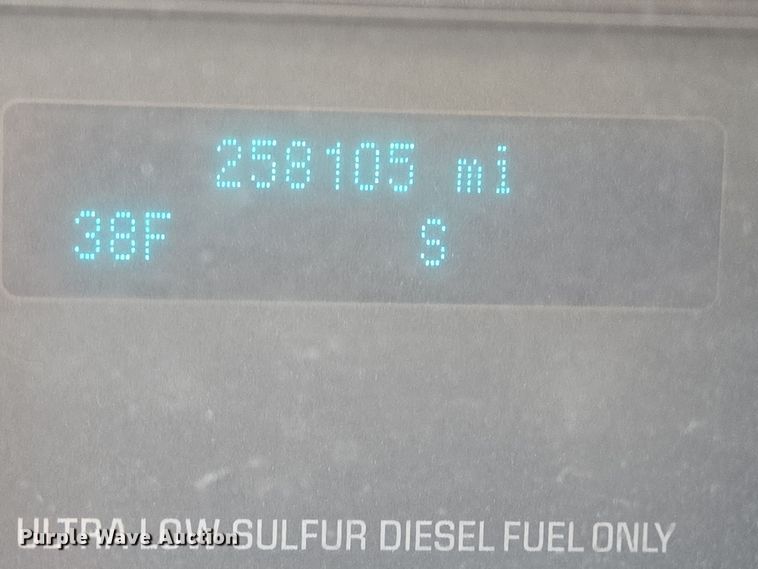 258105 mi
38F S
ULTRA LOW SULFUR DIESEL FUEL ONLY
Purple Wave Auction